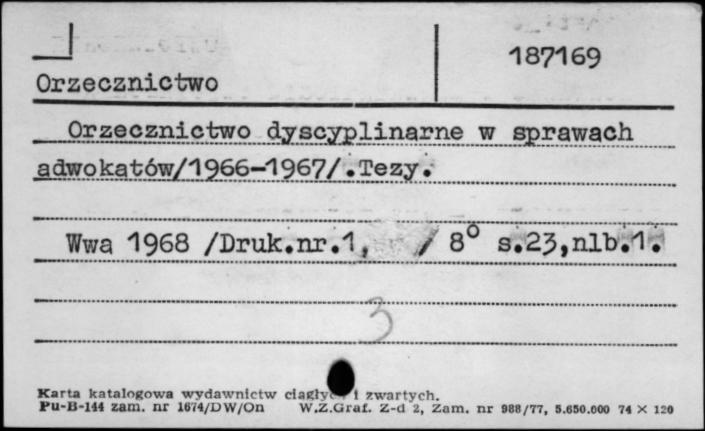 187169
Orzecznictwo
Orzecznictwo dyscyplinarne w sprawach
adwokatów/1966-1967/.Tezy.
Wwa 1968 /Druk.nr.1, / 8° s.23,nlb.1.
3
Karta katalogowa wydawnictw ciągłych i zwartych.
Pu-B-144 zam. nr 1674/DW/On W.Z.Graf. Z-d 2, Zam. nr 988/77, 5.650.000 74 X 120